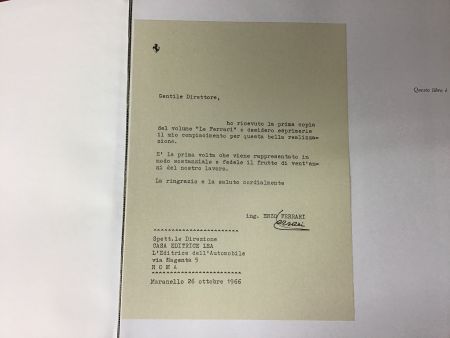 Gentile Direttore,
ho ricevuto la prima copia
del volume "Le Ferrari" e desidero esprimerle
il mio compiacimento per questa bella realizza-
zione.
E' la prima volta che viene rappresentato in
modo sostanziale e fedele il frutto di vent'an-
ni del nostro lavoro.
La ringrazio e la saluto cordialmente
ing. ENZO FERRARI
Ferrari
Spett.le Direzione
CASA EDITRICE LEA
L'Editrice dell'Automobile
via Magenta 5
R O M A
Maranello 26 ottobre 1966
Questo libro è